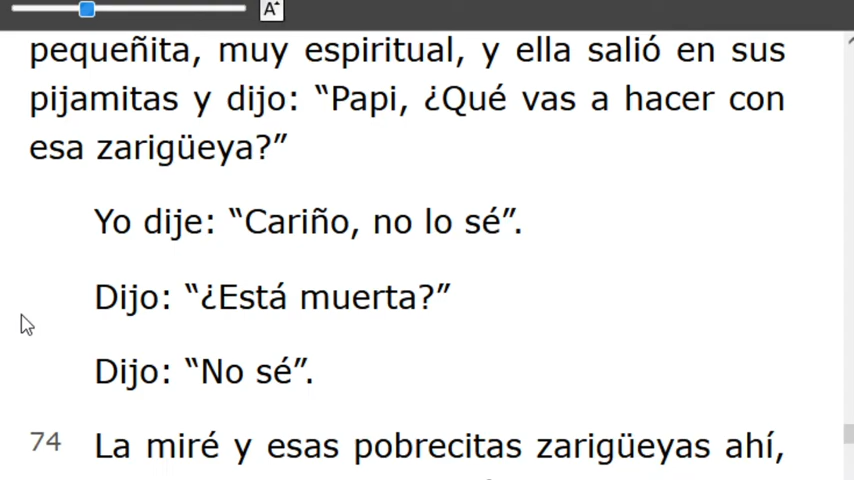 A
pequeñita, muy espiritual, y ella salió en sus
pijamitas y dijo: “Papi, ¿Qué vas a hacer con
esa zarigüeya?”
Yo dije: “Cariño, no lo sé”.
Dijo: “¿Está muerta?”
Dijo: “No sé”.
74 La miré y esas pobrecitas zarigüeyas ahí,